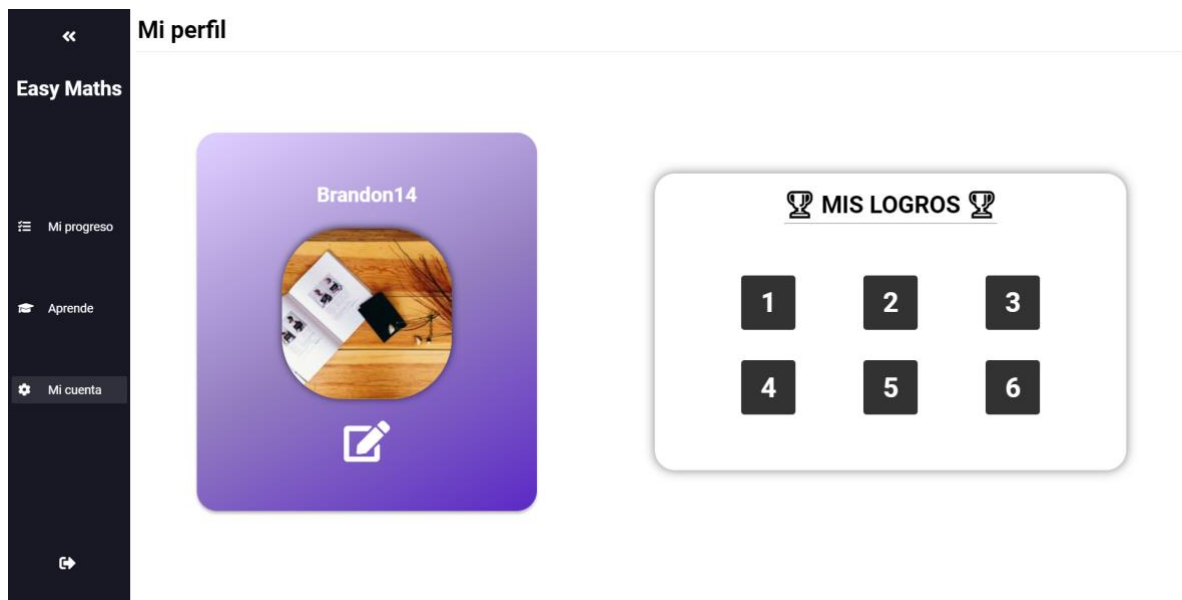 Mi perfil
Easy Maths
Mi progreso
Aprende
Mi cuenta
Brandon14
MIS LOGROS
1 2 3
4 5 6